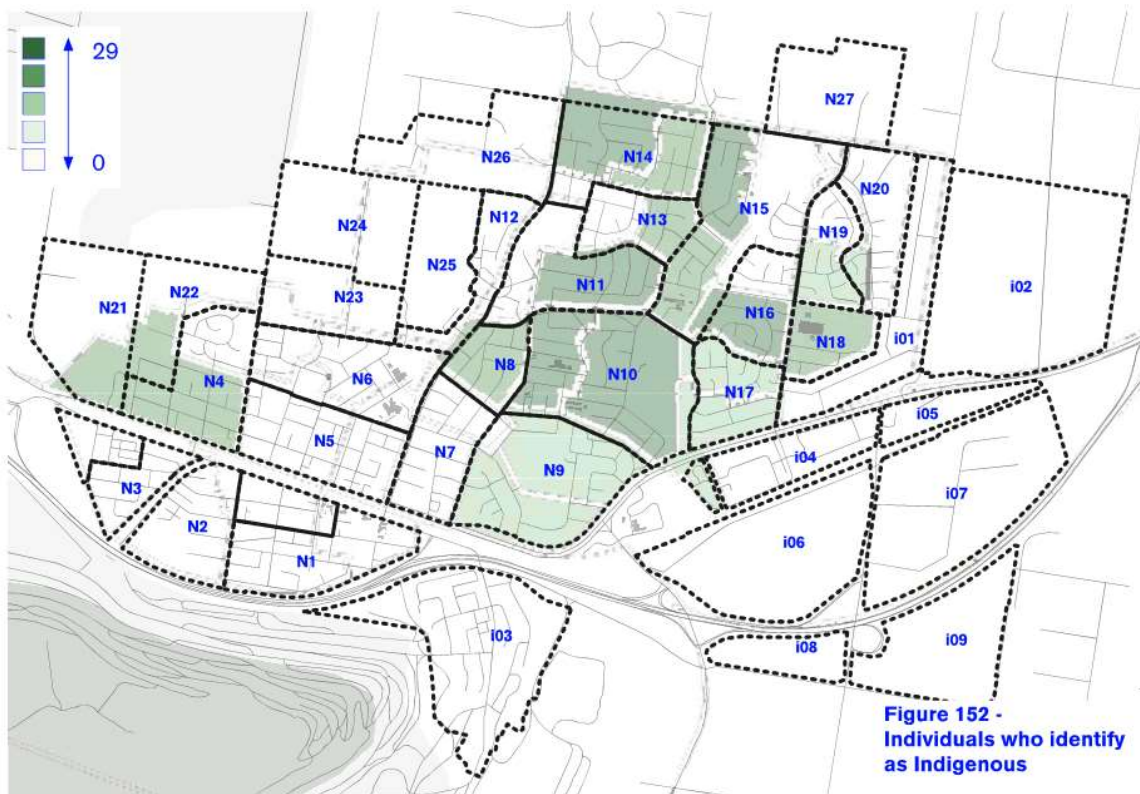 29
0
N27
N14
N26
N20
N15
N13
N12
N24
N19
N25
N11
i02
N22
N23
N21
N16
i01
N18
N8
N10
N6
N4
N17
i05
N5
N7
N9
i04
N3
i07
N2
i06
N1
i03
i08
i09
Figure 152 -
Individuals who identify
as Indigenous